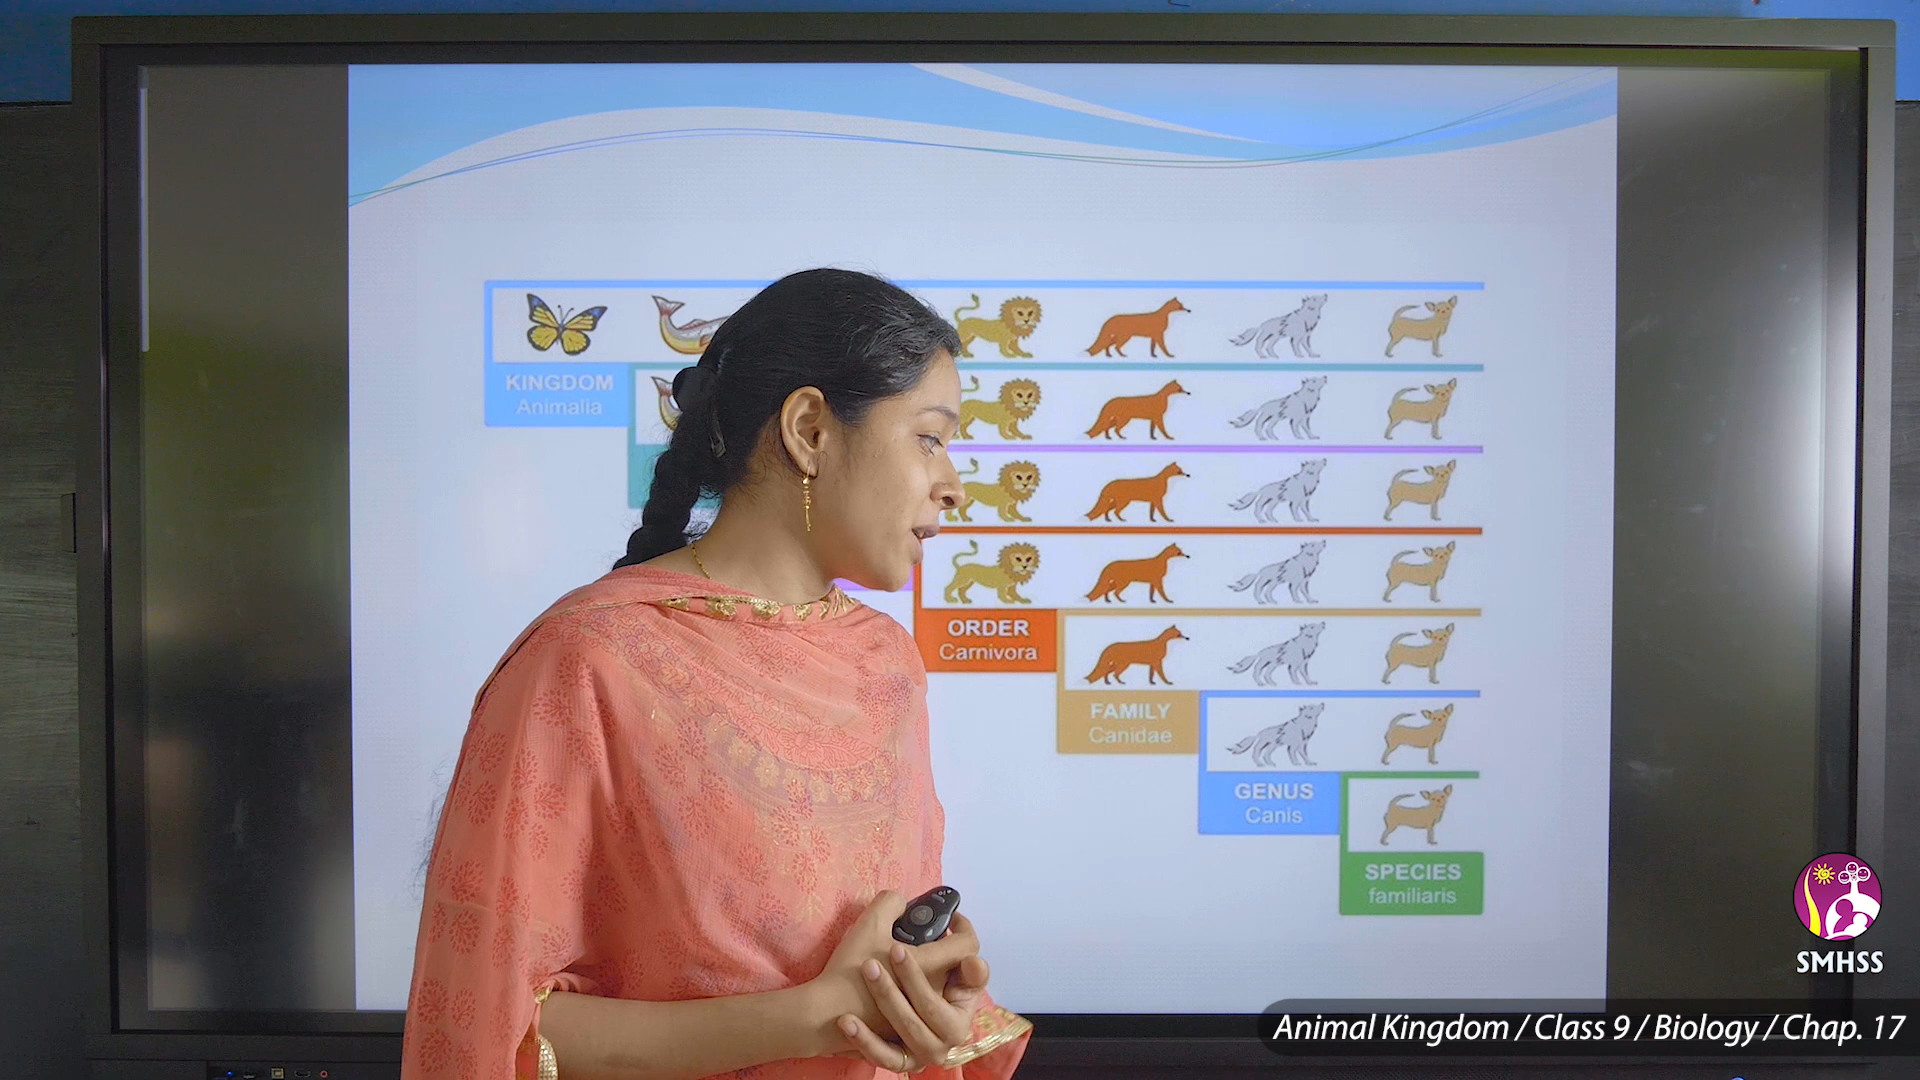 KINGDOM
Animalia
ORDER
Carnivora
FAMILY
Canidae
GENUS
Canis
SPECIES
familiaris
SMHSS
Animal Kingdom / Class 9 / Biology / Chap. 17